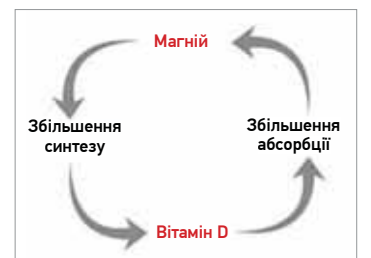 Магній
Збільшення
синтезу
Збільшення
абсорбції
Вітамін D